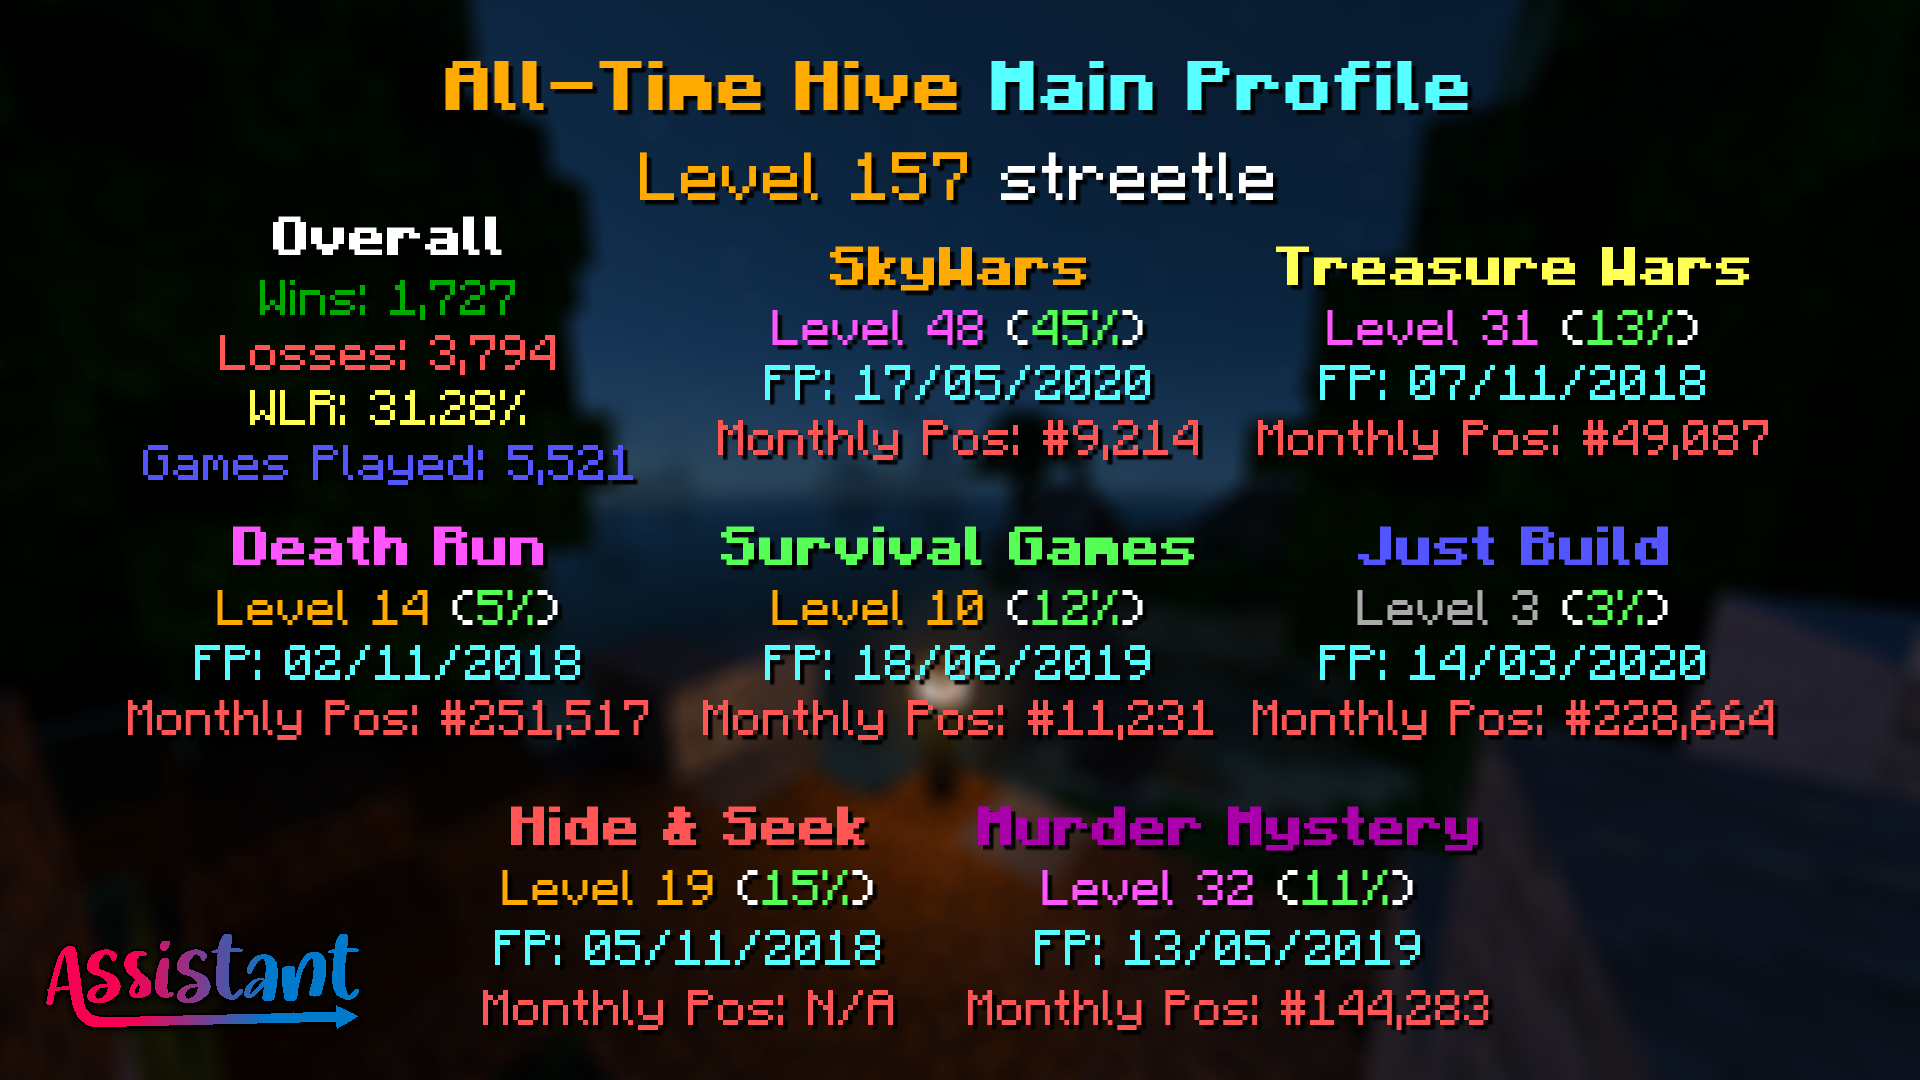 All-Time Hive Main Profile
Level 157 streetle
Overall
Wins: 1,727
Losses: 3,794
WLR: 31.28%
Games Played: 5,521
SkyWars
Level 48 (45%)
FP: 17/05/2020
Monthly Pos: #9,214
Treasure Wars
Level 31 (13%)
FP: 07/11/2018
Monthly Pos: #49,087
Death Run
Level 14 (5%)
FP: 02/11/2018
Monthly Pos: #251,517
Survival Games
Level 10 (12%)
FP: 18/06/2019
Monthly Pos: #11,231
Just Build
Level 3 (3%)
FP: 14/03/2020
Monthly Pos: #228,664
Hide & Seek
Level 19 (15%)
FP: 05/11/2018
Monthly Pos: N/A
Murder Mystery
Level 32 (11%)
FP: 13/05/2019
Monthly Pos: #144,283
Assistant